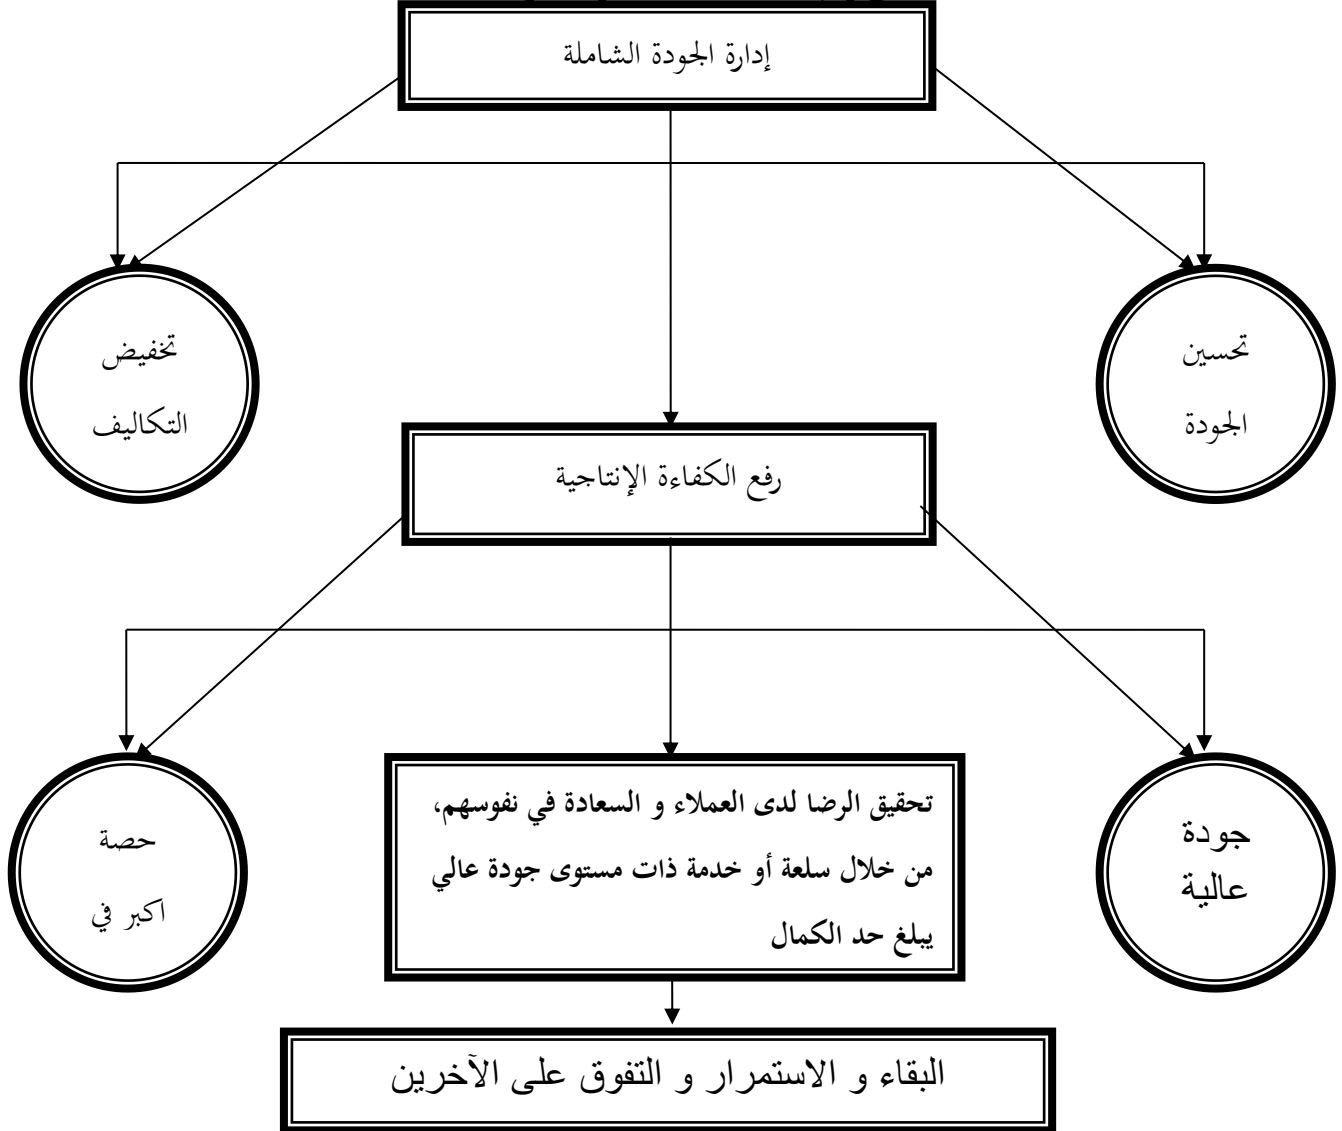 إدارة الجودة الشاملة
تحسين
الجودة
تخفيض
التكاليف
رفع الكفاءة الإنتاجية
جودة
عالية
تحقيق الرضا لدى العملاء و السعادة في نفوسهم،
من خلال سلعة أو خدمة ذات مستوى جودة عالي
يبلغ حد الكمال
حصة
اكبر في
البقاء و الاستمرار و التفوق على الآخرين